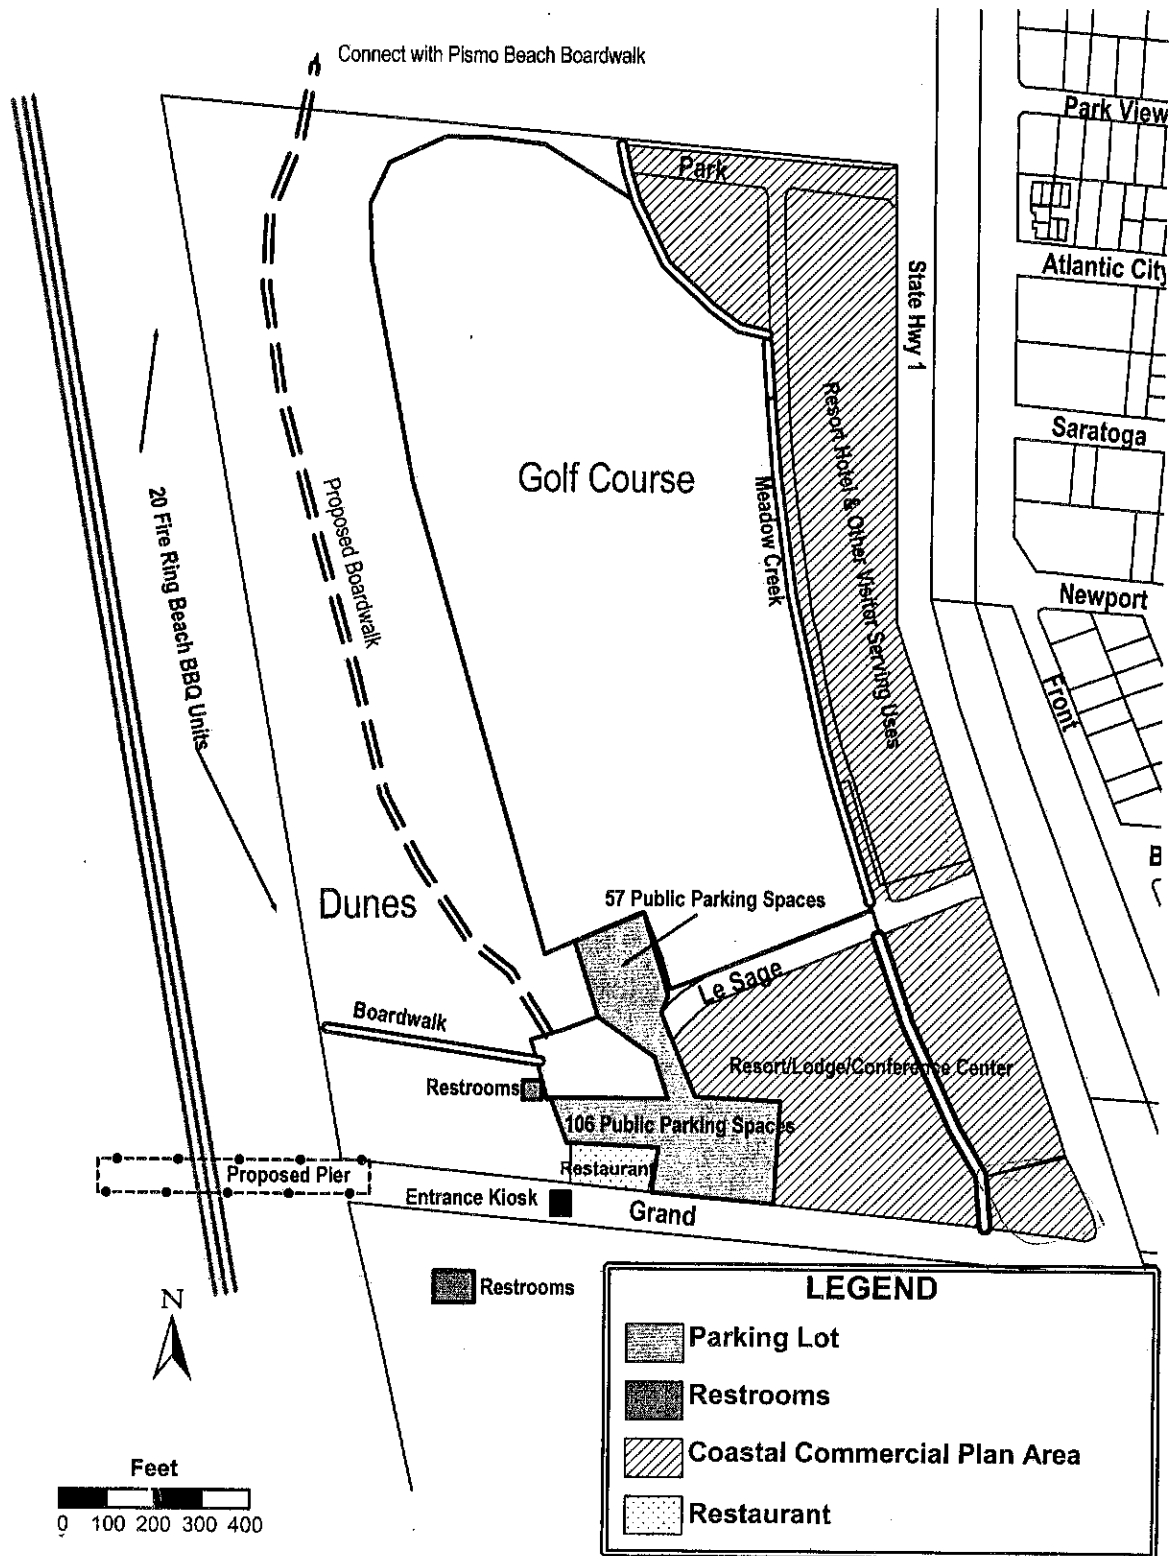 Connect with Pismo Beach Boardwalk
Park View
Park
Atlantic City
State Hwy 1
Saratoga
Golf Course
Resort Hotel & Other Visitor Serving Uses
Meadow Creek
Proposed Boardwalk
20 Fire Ring Beach BBQ Units
Newport
Front
B
57 Public Parking Spaces
Dunes
Le Sage
Boardwalk
Resort/Lodge/Conference Center
Restrooms
106 Public Parking Spaces
Restaurant
Proposed Pier
Entrance Kiosk
Grand
Restrooms
N
LEGEND
Parking Lot
Restrooms
Coastal Commercial Plan Area
Restaurant
Feet
0 100 200 300 400